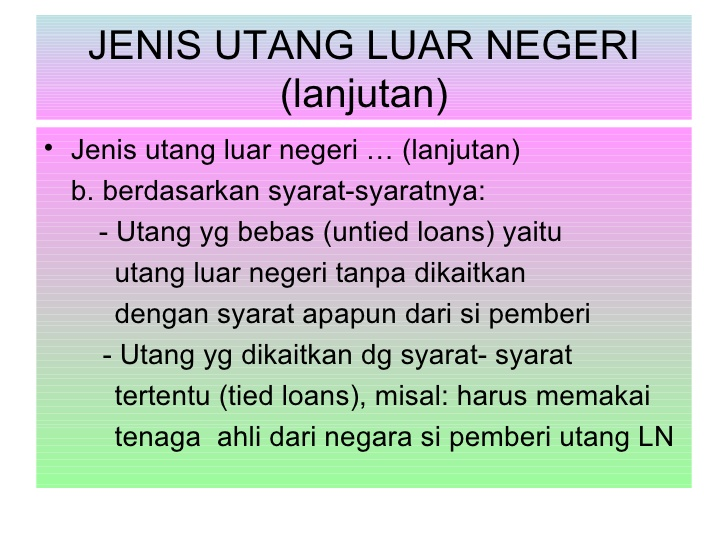 JENIS UTANG LUAR NEGERI
(lanjutan)
• Jenis utang luar negeri … (lanjutan)
b. berdasarkan syarat-syaratnya:
- Utang yg bebas (untied loans) yaitu
utang luar negeri tanpa dikaitkan
dengan syarat apapun dari si pemberi
- Utang yg dikaitkan dg syarat- syarat
tertentu (tied loans), misal: harus memakai
tenaga ahli dari negara si pemberi utang LN